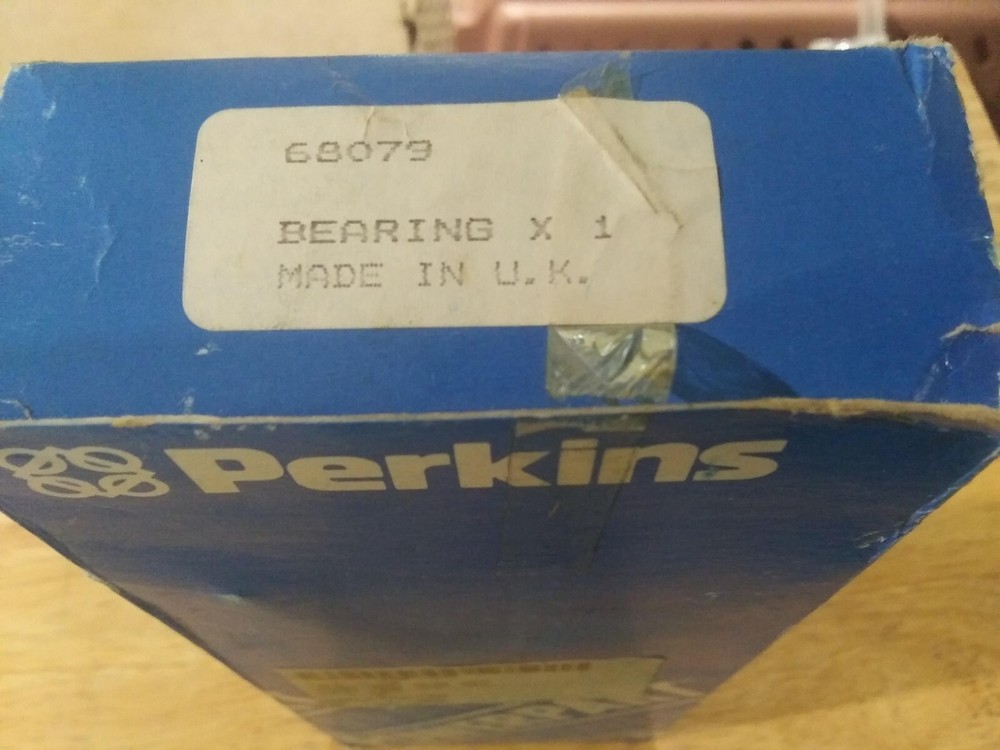 68079
BEARING X 1
MADE IN U.K.
Perkins